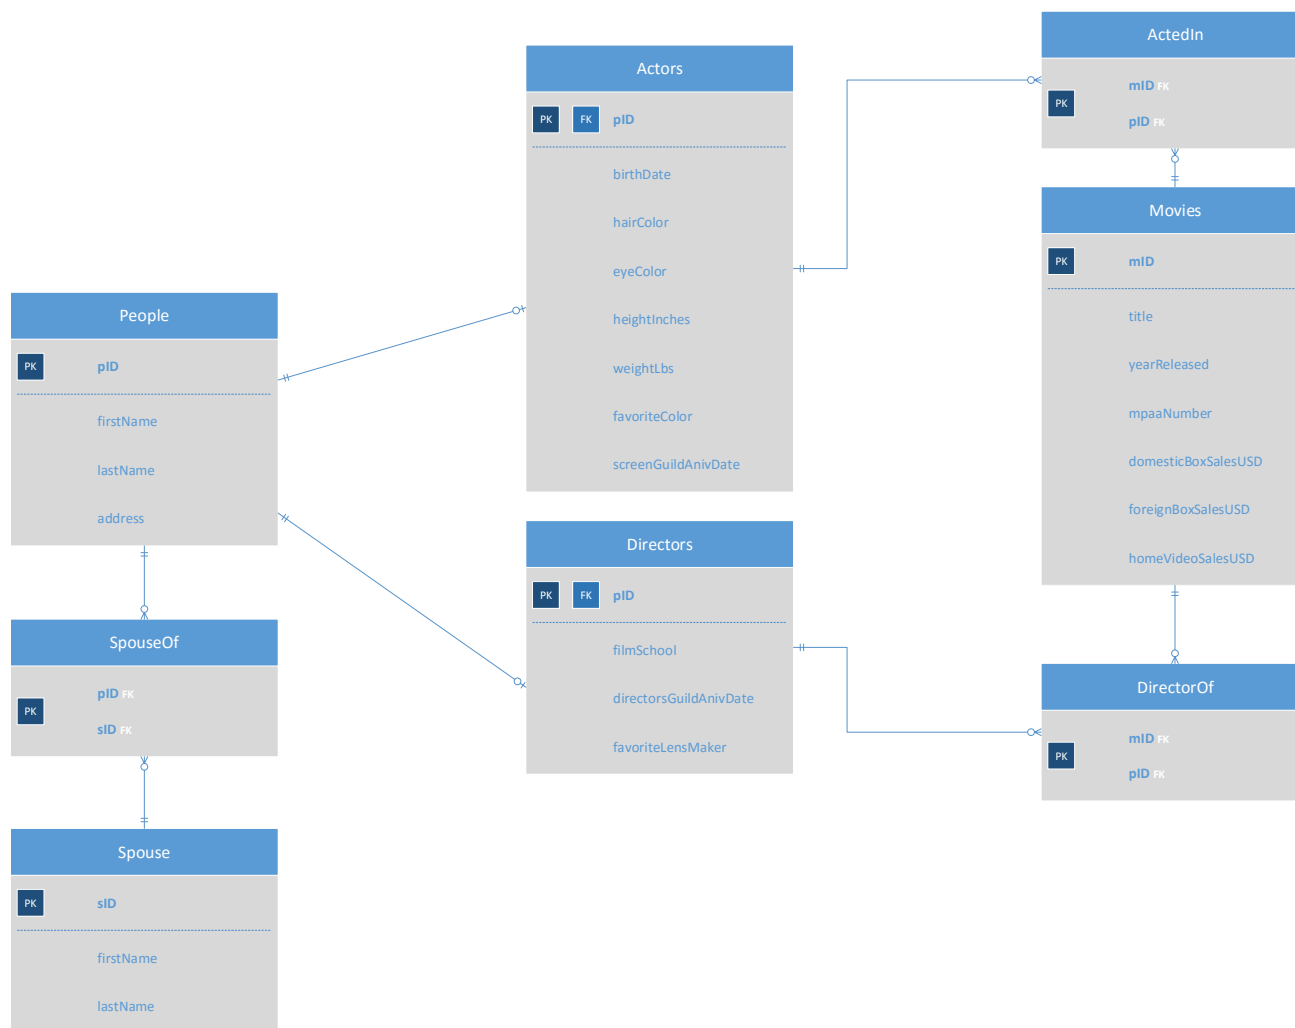 People
PK pID
firstName
lastName
address
SpouseOf
PK
pID FK
sID FK
Spouse
PK sID
firstName
lastName
Actors
PK FK pID
birthDate
hairColor
eyeColor
heightInches
weightLbs
favoriteColor
screenGuildAnivDate
Directors
PK FK pID
filmSchool
directorsGuildAnivDate
favoriteLensMaker
ActedIn
PK
mID FK
pID FK
Movies
PK mID
title
yearReleased
mpaaNumber
domesticBoxSalesUSD
foreignBoxSalesUSD
homeVideoSalesUSD
DirectorOf
PK
mID FK
pID FK